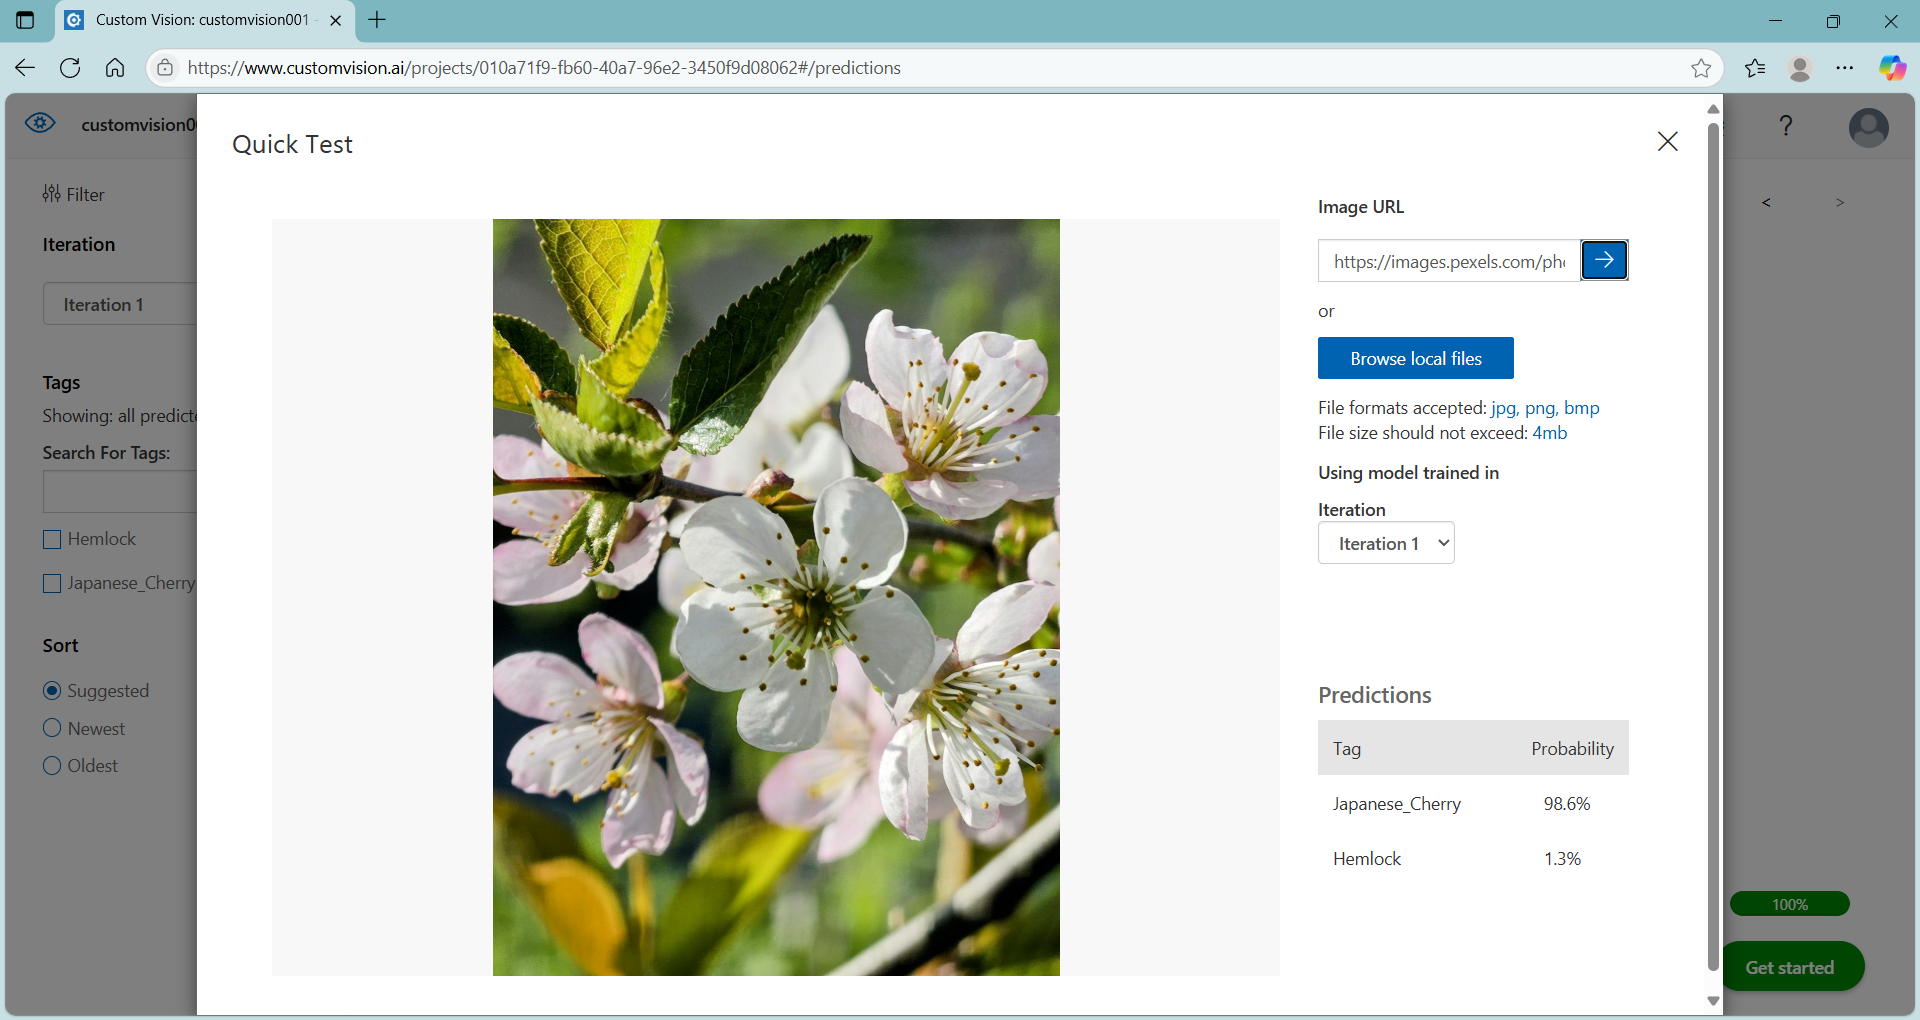 Custom Vision: customvision001 -
https://www.customvision.ai/projects/010a71f9-fb60-40a7-96e2-3450f9d08062#/predictions
customvision00
?
Filter
< >
Iteration
Iteration 1
Tags
Showing: all predicte
Search For Tags:
Hemlock
Japanese_Cherry
Sort
Suggested
Newest
Oldest
Quick Test
Image URL
https://images.pexels.com/pho
or
Browse local files
File formats accepted: jpg, png, bmp
File size should not exceed: 4mb
Using model trained in
Iteration
Iteration 1
Predictions
Tag Probability
Japanese_Cherry 98.6%
Hemlock 1.3%
100%
Get started